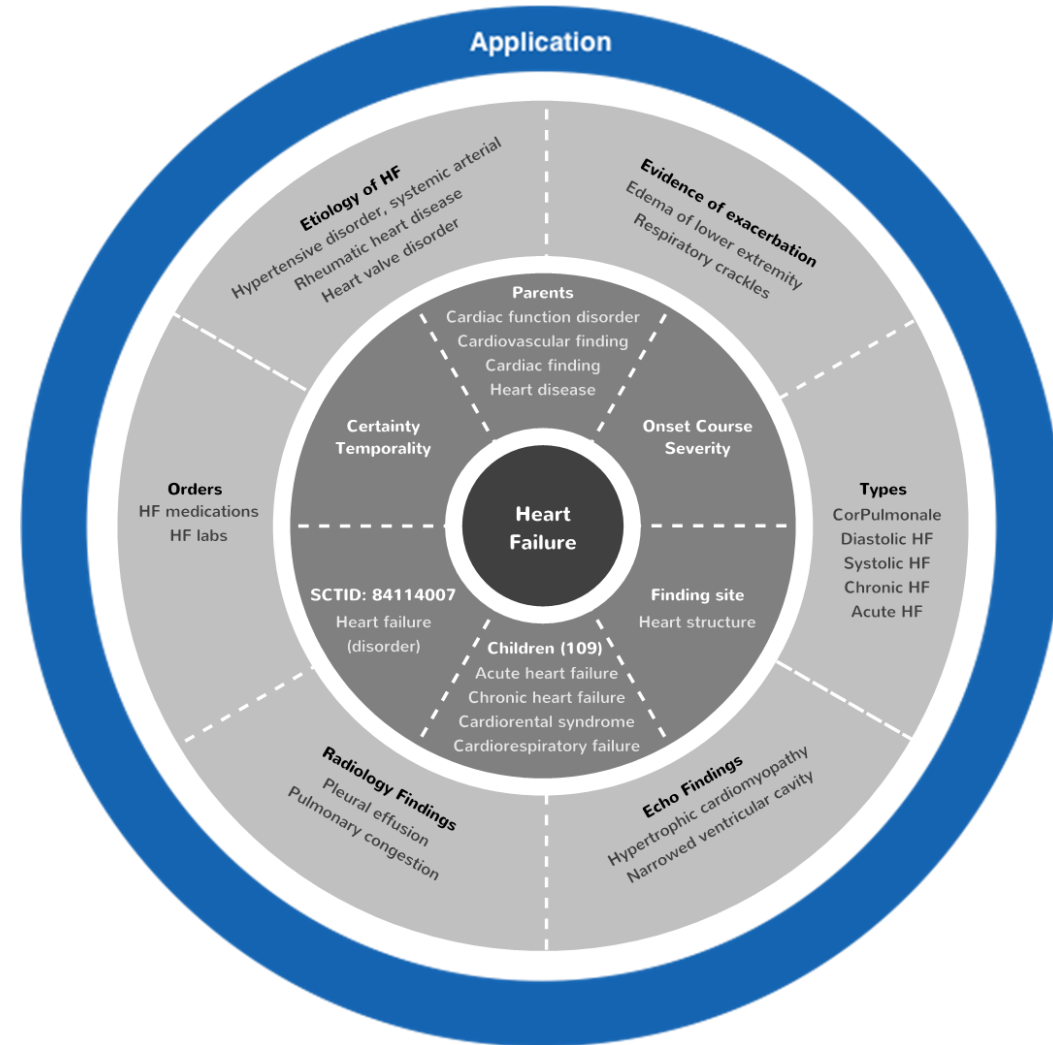 Application
Etiology of HF
Hypertensive disorder, systemic arterial
Rheumatic heart disease
Heart valve disorder
Evidence of exacerbation
Edema of lower extremity
Respiratory crackles
Parents
Cardiac function disorder
Cardiovascular finding
Cardiac finding
Heart disease
Certainty
Temporality
Onset Course
Severity
Orders
HF medications
HF labs
Heart
Failure
Types
CorPulmonale
Diastolic HF
Systolic HF
Chronic HF
Acute HF
SCTID: 84114007
Heart failure
(disorder)
Finding site
Heart structure
Children (109)
Acute heart failure
Chronic heart failure
Cardiorental syndrome
Cardiorespiratory failure
Radiology Findings
Pleural effusion
Pulmonary congestion
Echo Findings
Hypertrophic cardiomyopathy
Narrowed ventricular cavity